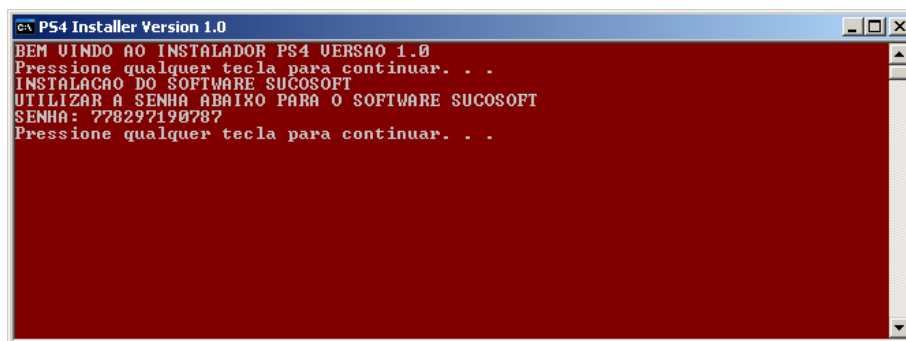 PS4 Installer Version 1.0
BEM VINDO AO INSTALADOR PS4 VERSAO 1.0
Pressione qualquer tecla para continuar. . .
INSTALACAO DO SOFTWARE SUCOSOFT
UTILIZAR A SENHA ABAIXO PARA O SOFTWARE SUCOSOFT
SENHA: 778297190787
Pressione qualquer tecla para continuar. . .